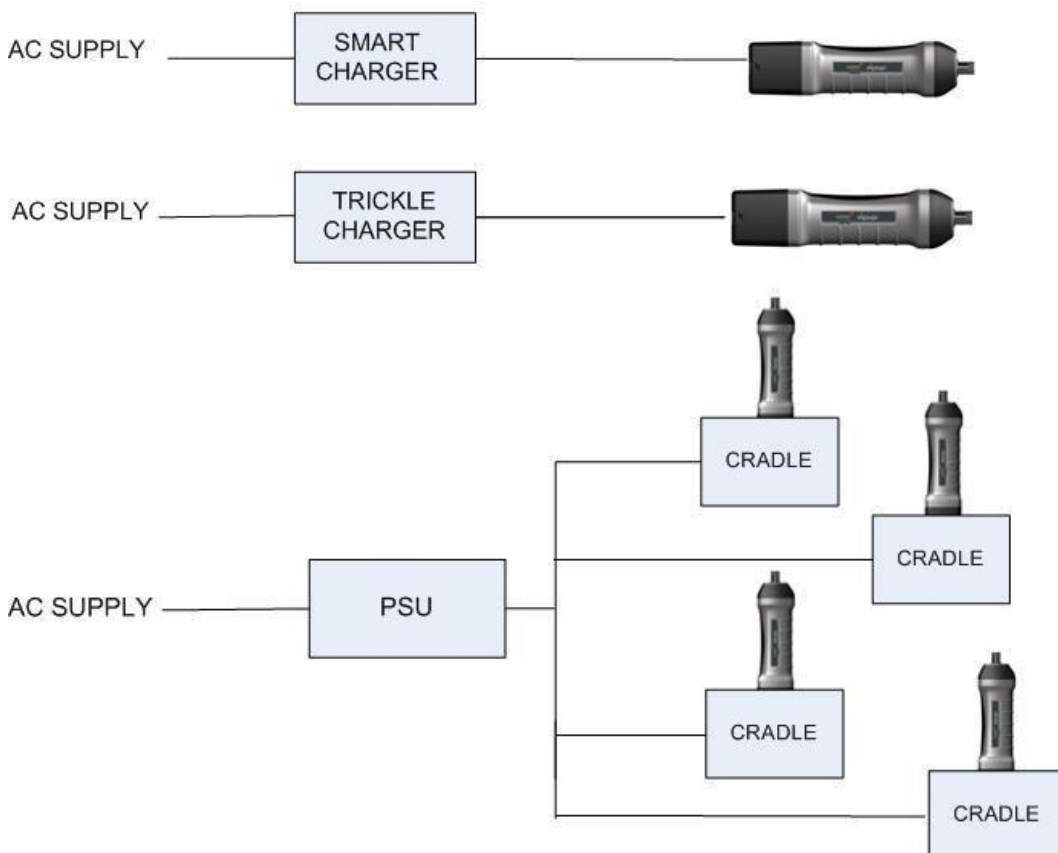 AC SUPPLY
SMART
CHARGER
AC SUPPLY
TRICKLE
CHARGER
CRADLE
CRADLE
AC SUPPLY
PSU
CRADLE
CRADLE